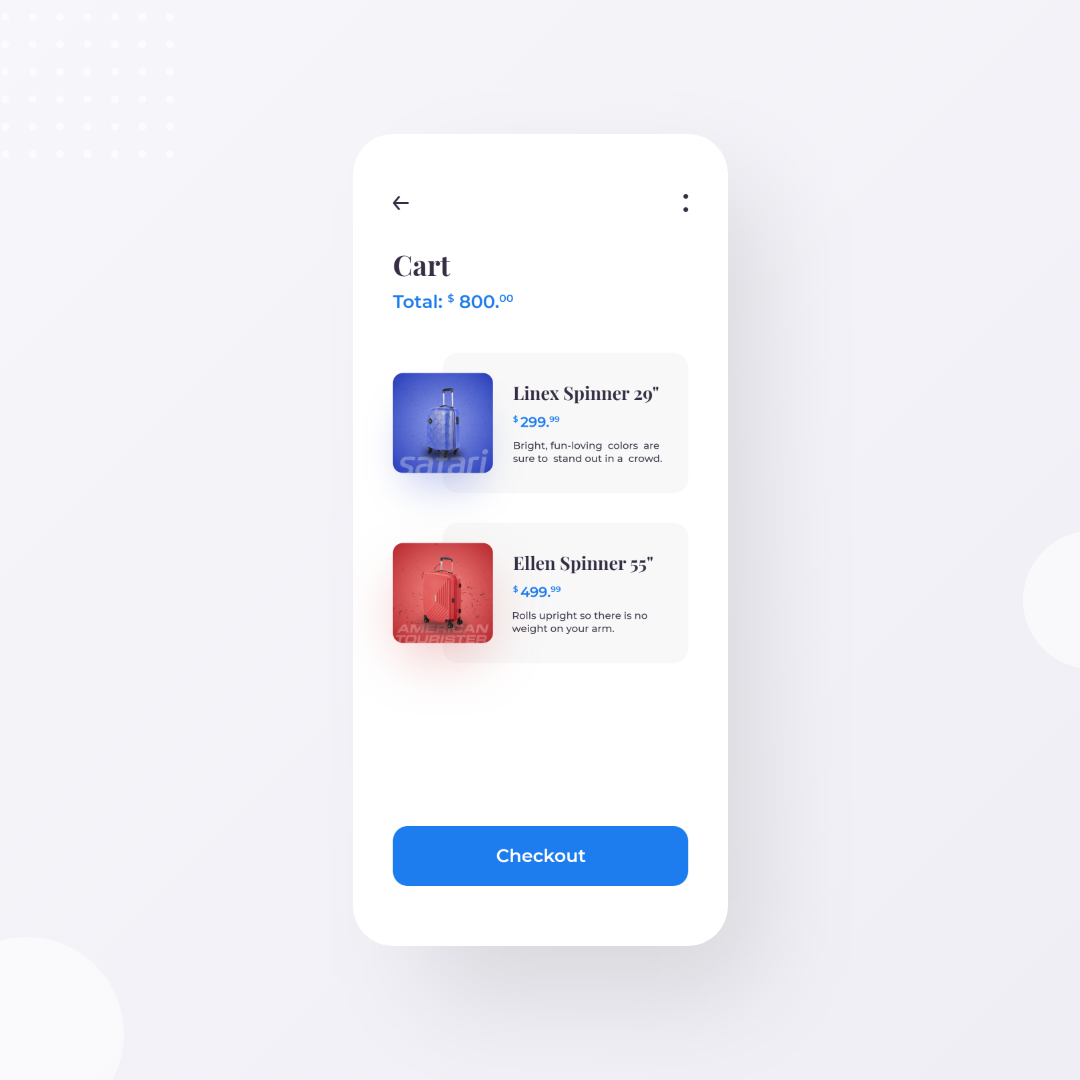 Cart
Total: $ 800.00
Linex Spinner 29"
$ 299.99
Bright, fun-loving colors are
sure to stand out in a crowd.
safari
Ellen Spinner 55"
$ 499.99
Rolls upright so there is no
weight on your arm.
AMERICAN
TOURISTER
Checkout